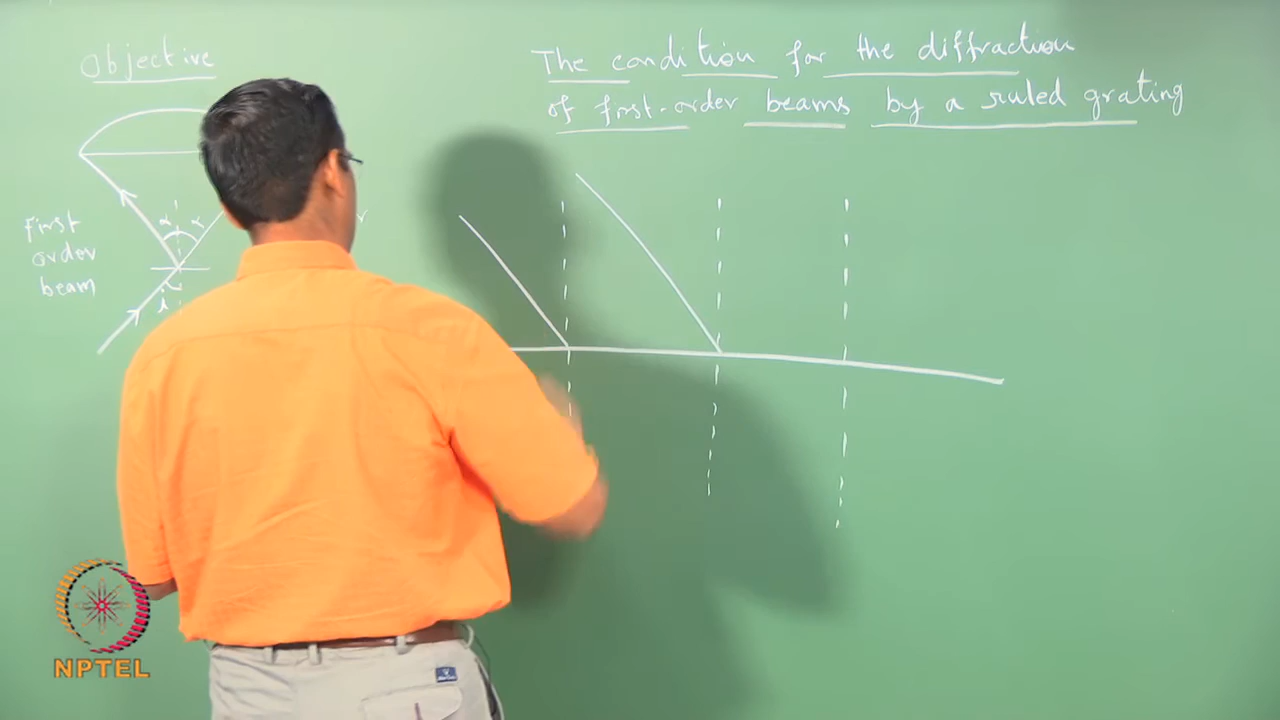 Objective
The condition for the diffraction
of first-order beams by a ruled grating
α α
First
order
beam
r
i
NPTEL